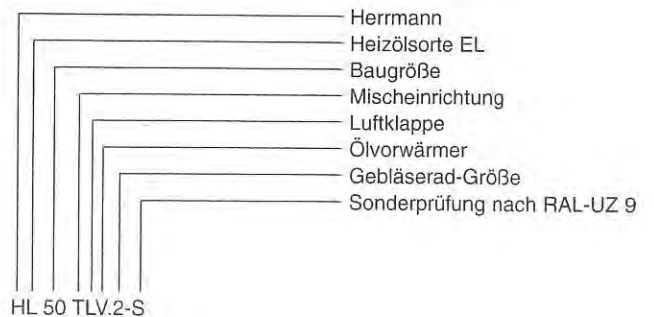 Herrmann
Heizölsorte EL
Baugröße
Mischeinrichtung
Luftklappe
Ölvorwärmer
Gebläserad-Größe
Sonderprüfung nach RAL-UZ 9
HL 50 TLV.2-S